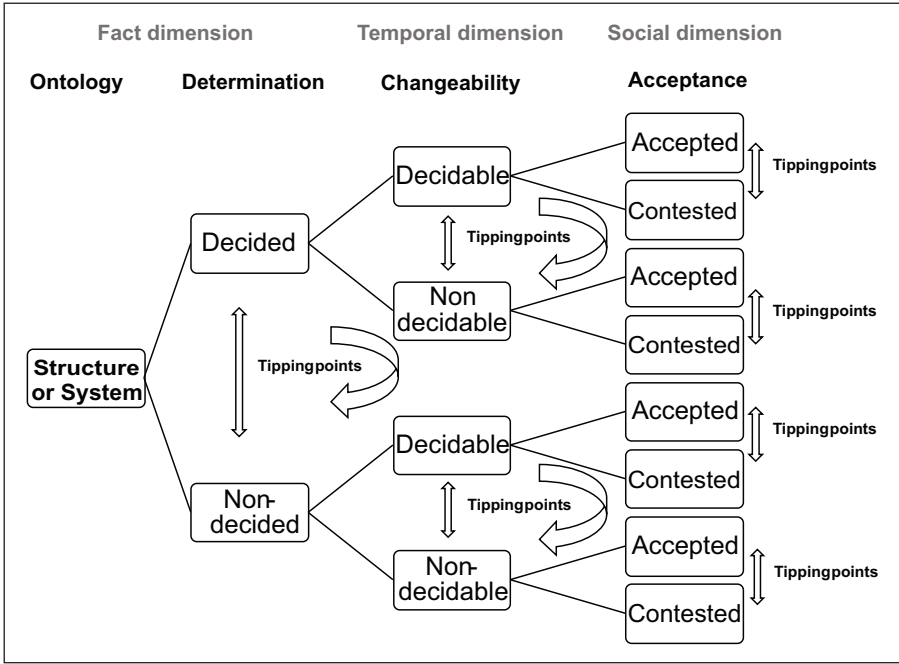 Fact dimension Temporal dimension Social dimension
Ontology Determination Changeability Acceptance
Accepted
Tippingpoints
Decidable
Contested
Decided
Tippingpoints
Accepted
Non
decidable
Tippingpoints
Contested
Structure
or System
Tippingpoints
Accepted
Decidable
Tippingpoints
Contested
Non-
decided
Tippingpoints
Accepted
Non-
decidable
Tippingpoints
Contested